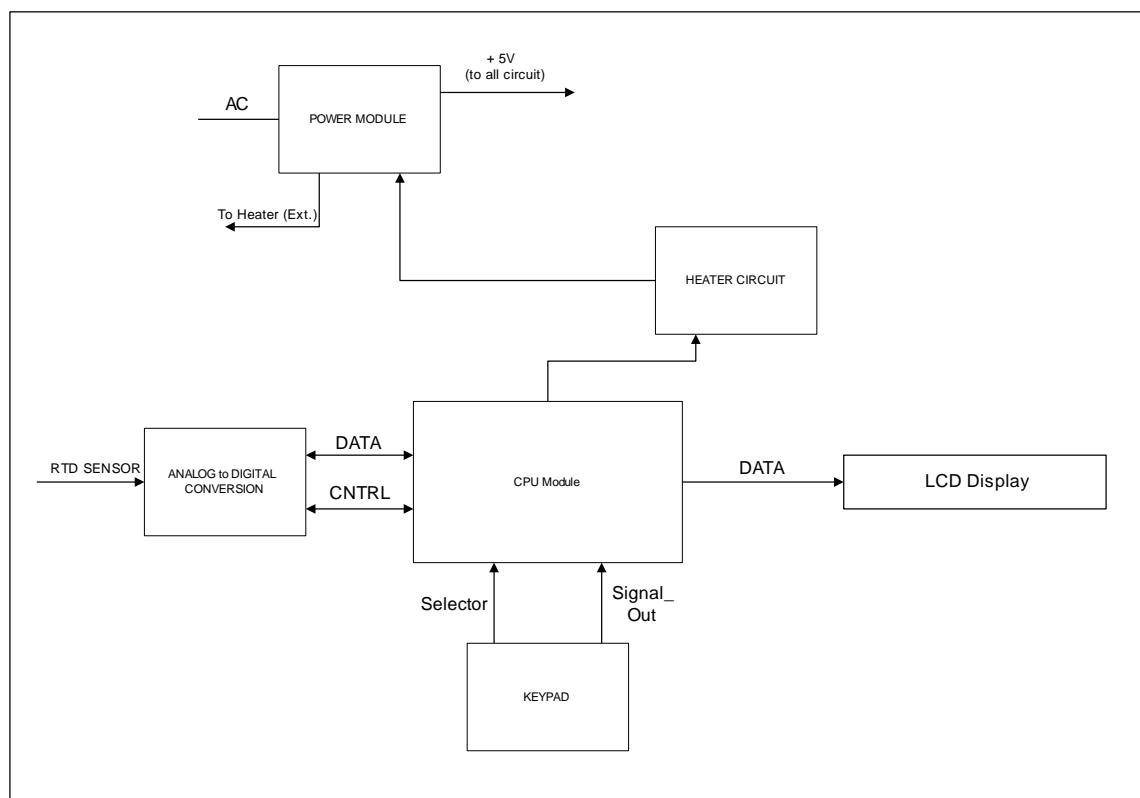 + 5V
(to all circuit)
AC
POWER MODULE
To Heater (Ext.)
HEATER CIRCUIT
RTD SENSOR
ANALOG to DIGITAL
CONVERSION
DATA
CNTRL
CPU Module
DATA
LCD Display
Selector
Signal_
Out
KEYPAD